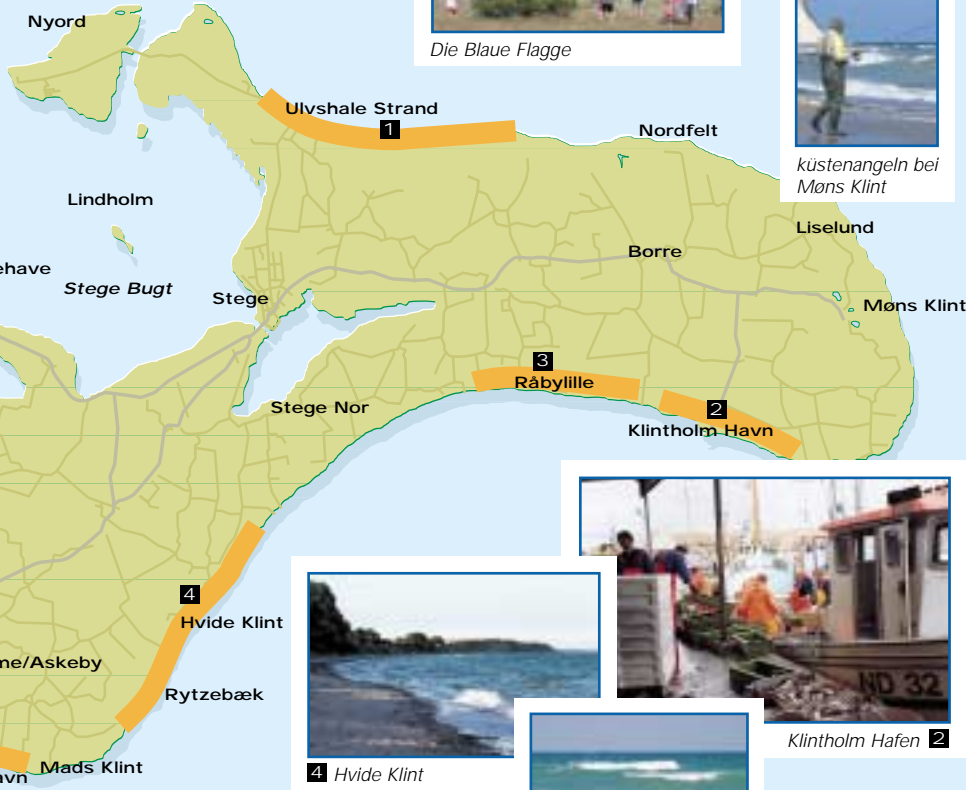 Nyord
Die Blaue Flagge
Ulvshale Strand
1
Nordfelt
küstenangeln bei
Møns Klint
Lindholm
Liselund
Borre
ehave
Stege Bugt
Stege
Møns Klint
3
Råbylille
2
Stege Nor
Klintholm Havn
4
Hvide Klint
me/Askeby
Rytzebæk
ND 32
Klintholm Hafen 2
Mads Klint
avn
4 Hvide Klint